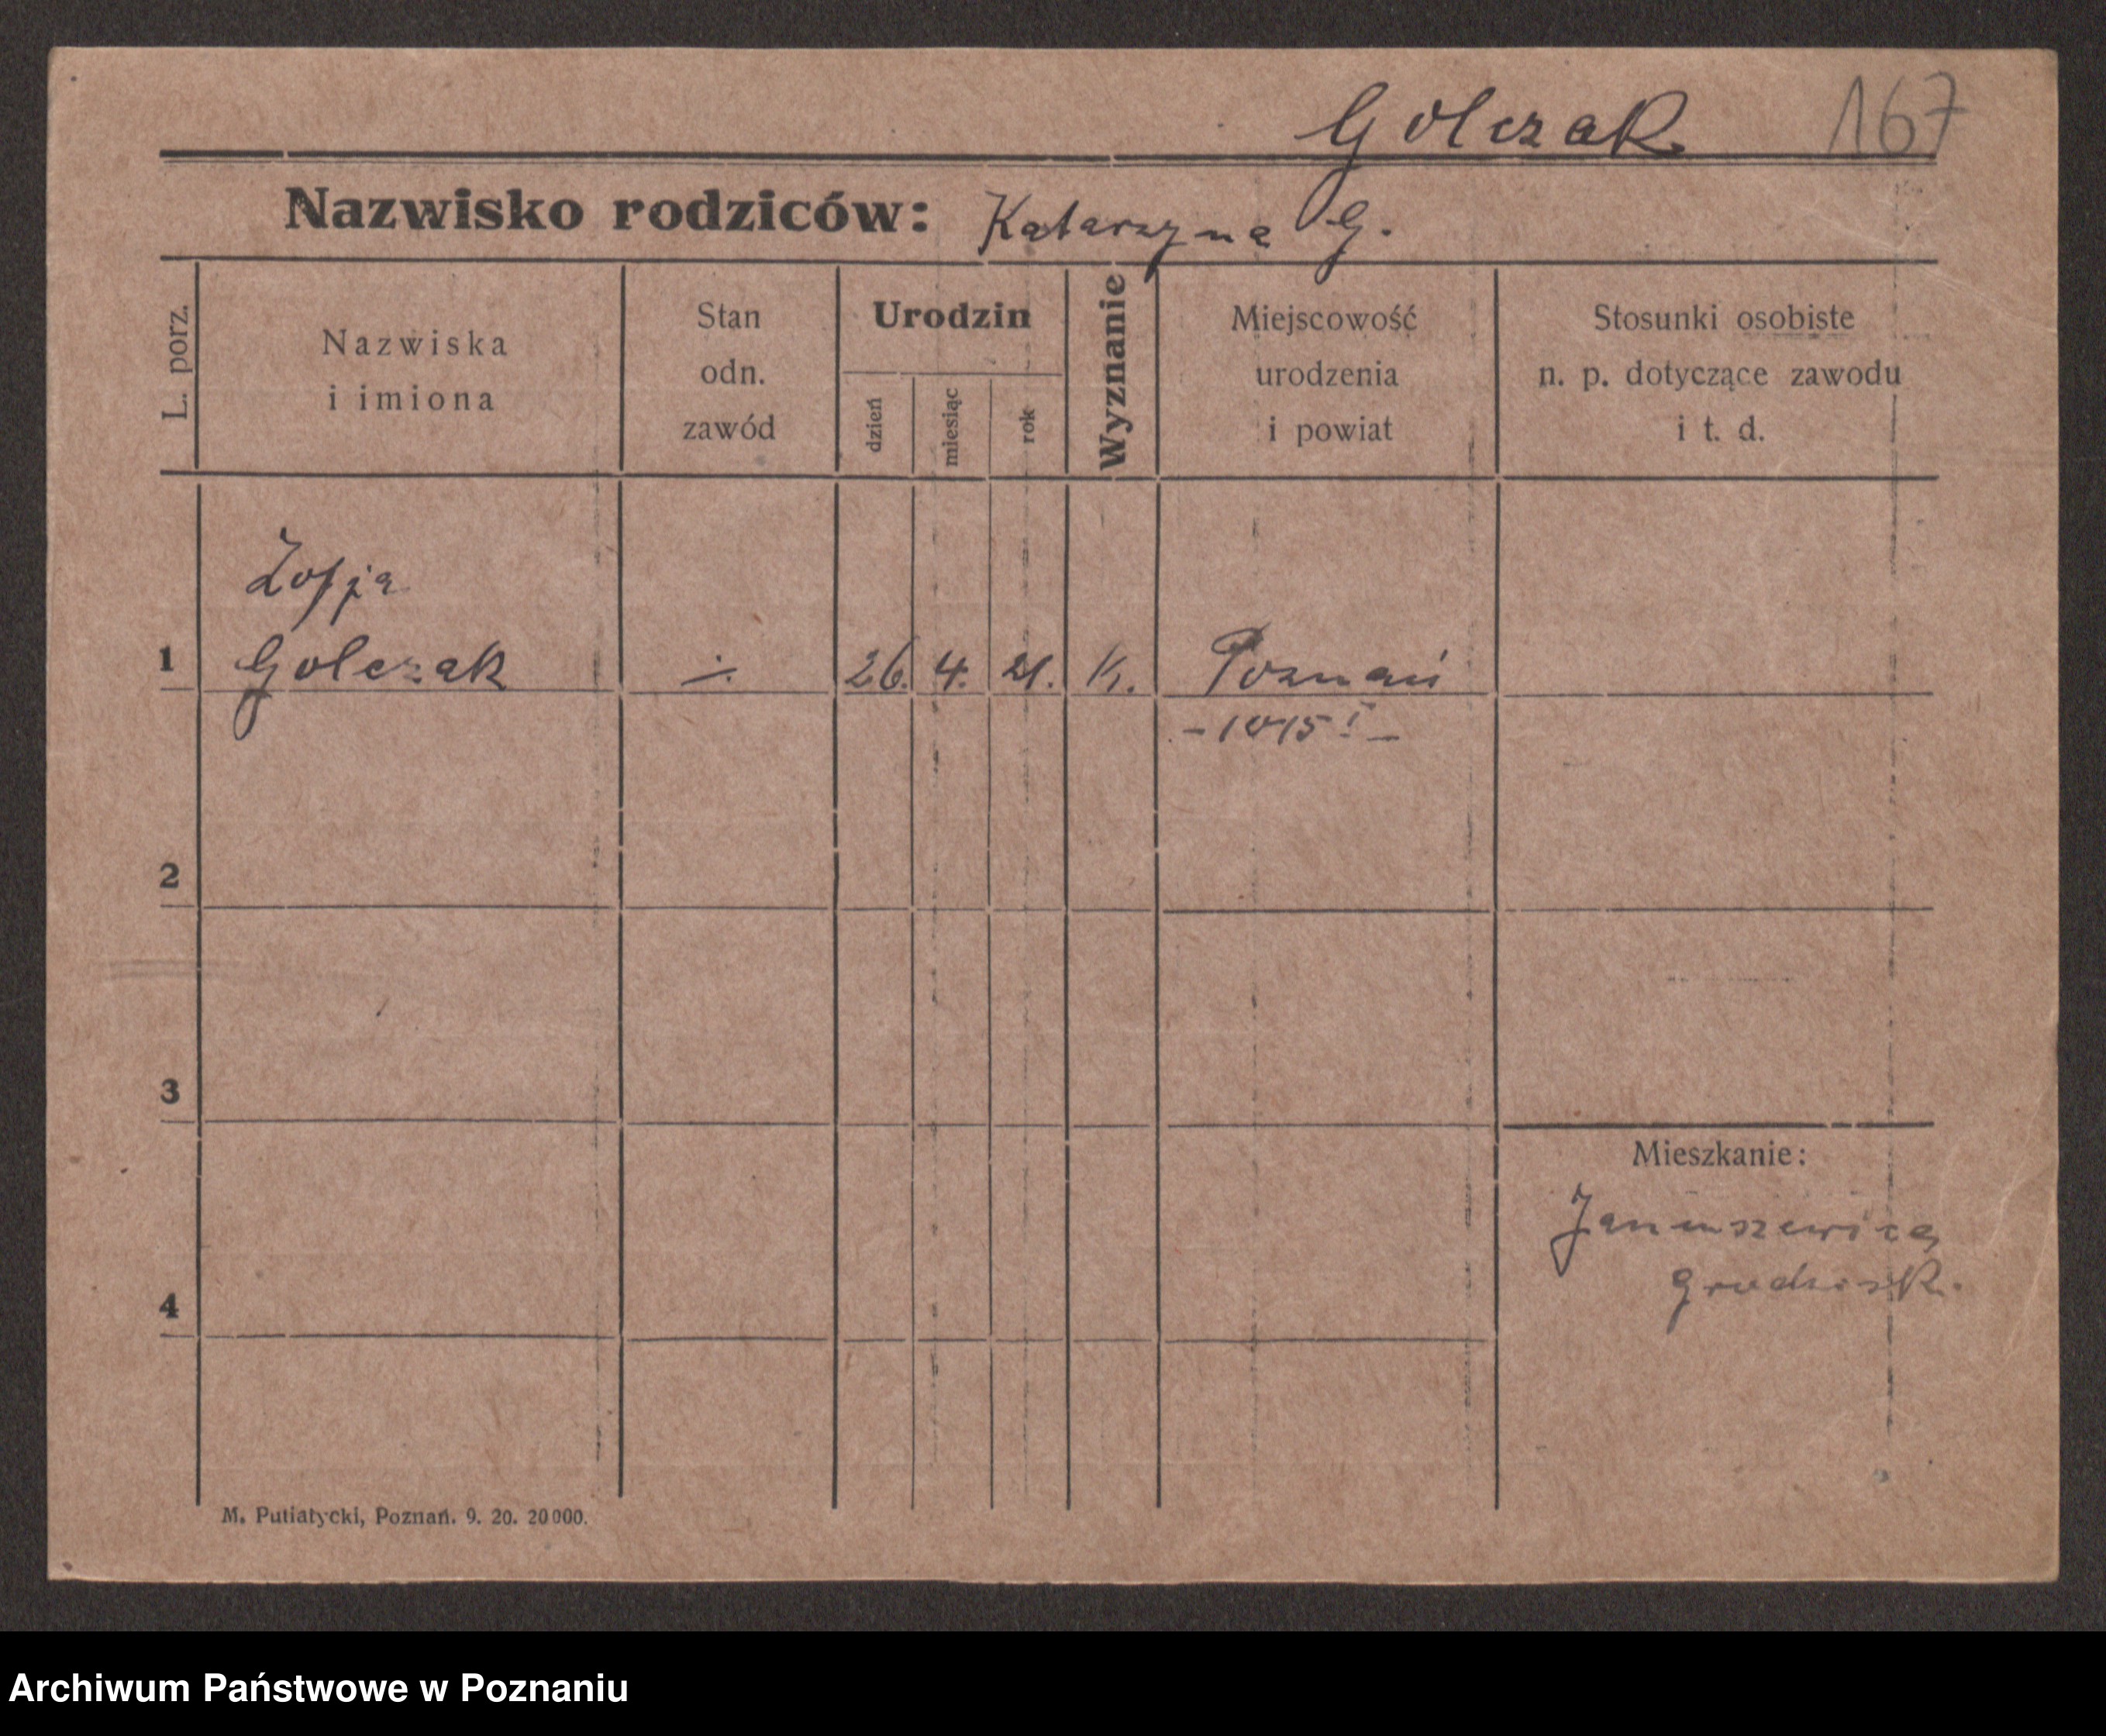 Golczak 167
Nazwisko rodziców: Katarzyna G.
L. porz.
Nazwiska
i imiona
Stan
odn.
zawód
Urodzin
dzień
miesiąc
rok
Wyznanie
Miejscowość
urodzenia
i powiat
Stosunki osobiste
n. p. dotyczące zawodu
i t. d.
Zofja
1 Golczak ÷ 26. 4. 21. K. Poznań
2
3
Mieszkanie:
4
M. Putiatycki, Poznań. 9. 20. 20000.
Archiwum Państwowe w Poznaniu